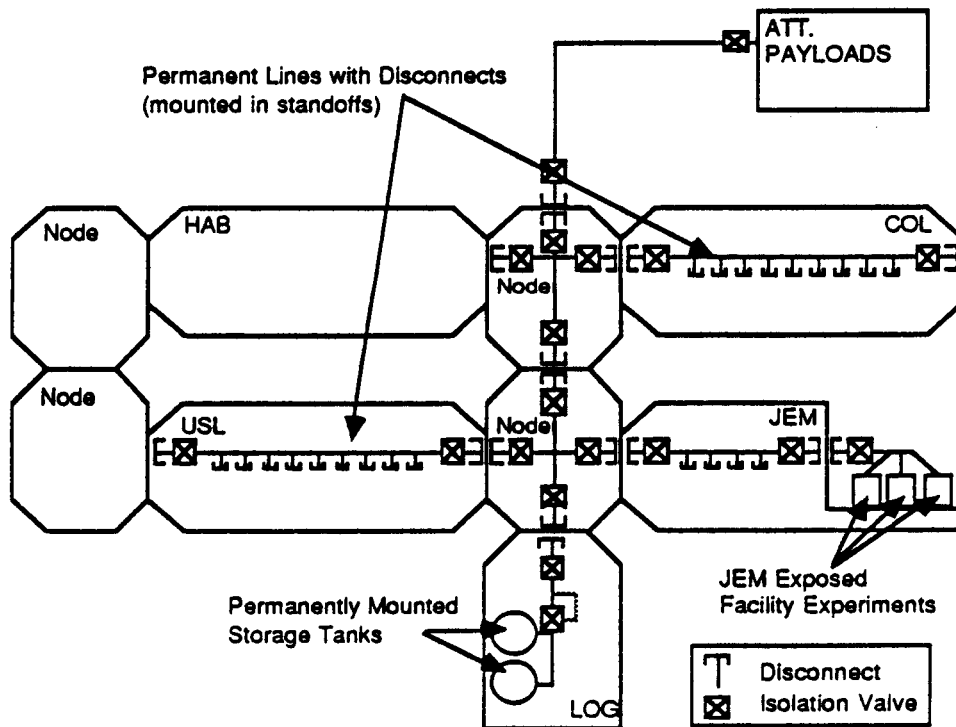 ATT.
PAYLOADS
Permanent Lines with Disconnects
(mounted in standoffs)
Node
HAB
Node
COL
Node
USL
Node
JEM
JEM Exposed
Facility Experiments
Permanently Mounted
Storage Tanks
LOG
Disconnect
Isolation Valve